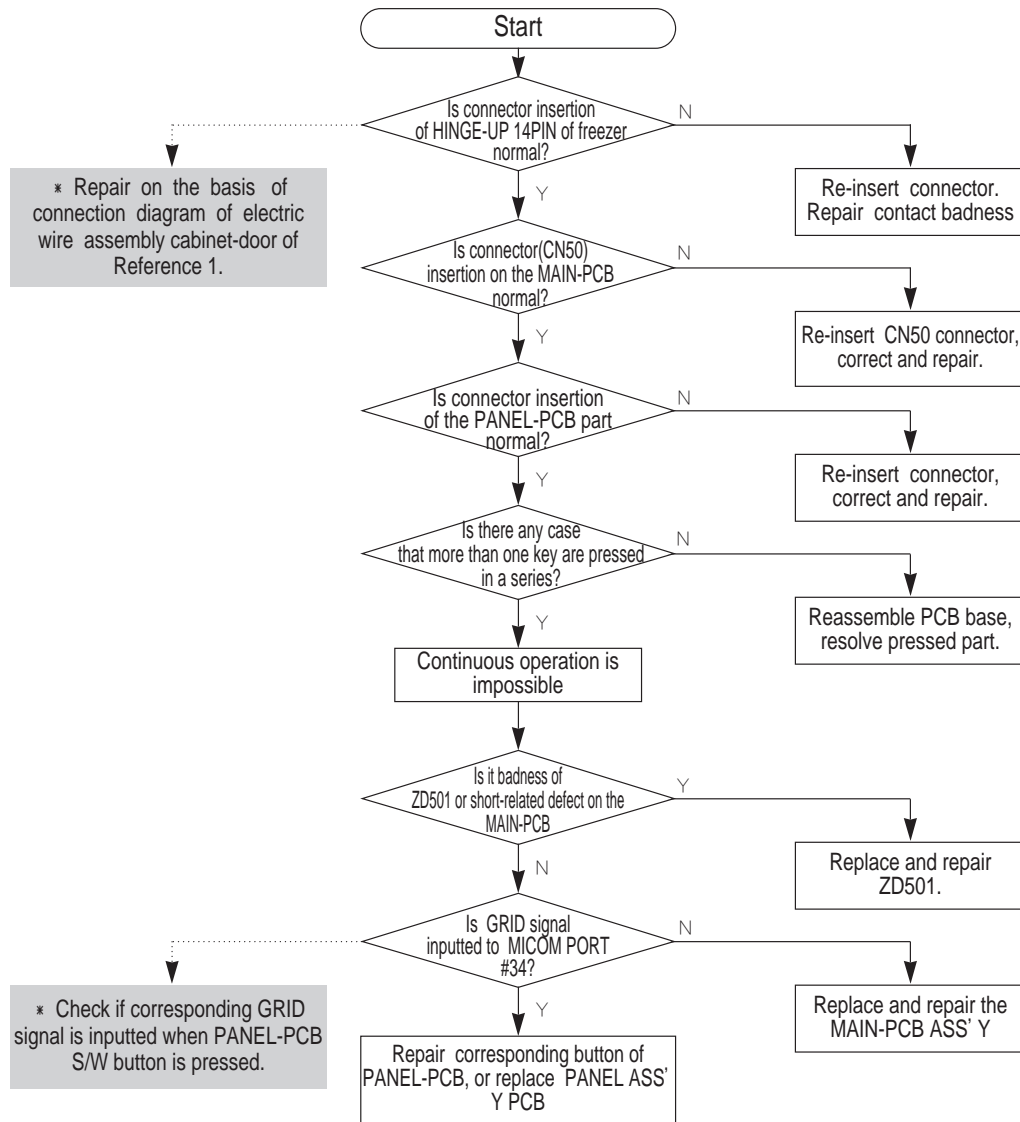 Start
Is connector insertion
of HINGE-UP 14PIN of freezer
normal?
N
* Repair on the basis of
connection diagram of electric
wire assembly cabinet-door of
Reference 1.
Y
Re-insert connector.
Repair contact badness
Is connector(CN50)
insertion on the MAIN-PCB
normal?
N
Y
Re-insert CN50 connector,
correct and repair.
Is connector insertion
of the PANEL-PCB part
normal?
N
Y
Re-insert connector,
correct and repair.
Is there any case
that more than one key are pressed
in a series?
N
Y
Reassemble PCB base,
resolve pressed part.
Continuous operation is
impossible
Is it badness of
ZD501 or short-related defect on the
MAIN-PCB
Y
N
Replace and repair
ZD501.
Is GRID signal
inputted to MICOM PORT
#34?
N
* Check if corresponding GRID
signal is inputted when PANEL-PCB
S/W button is pressed.
Y
Replace and repair the
MAIN-PCB ASS' Y
Repair corresponding button of
PANEL-PCB, or replace PANEL ASS'
Y PCB